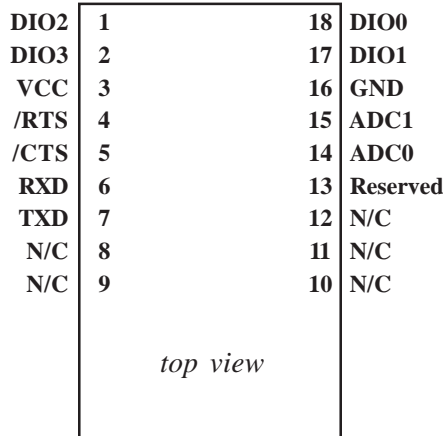 DIO2 1 18 DIO0
DIO3 2 17 DIO1
VCC 3 16 GND
/RTS 4 15 ADC1
/CTS 5 14 ADC0
RXD 6 13 Reserved
TXD 7 12 N/C
N/C 8 11 N/C
N/C 9 10 N/C
top view